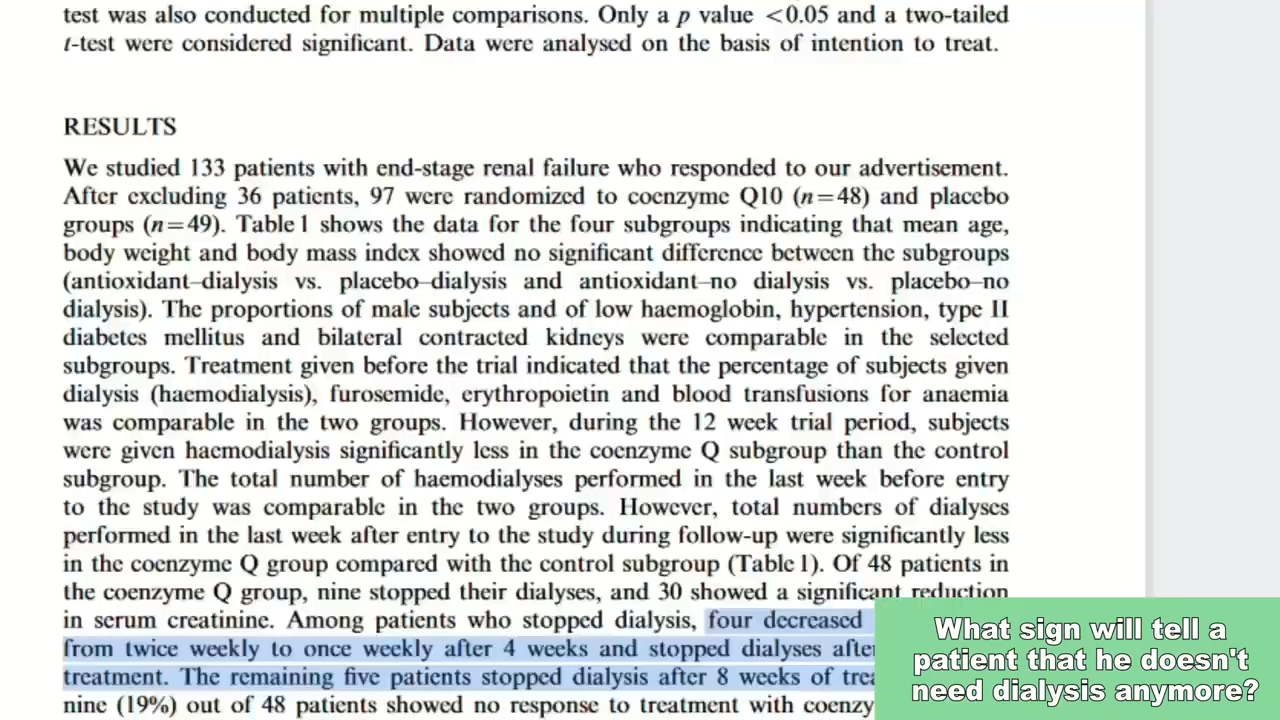 test was also conducted for multiple comparisons. Only a p value <0.05 and a two-tailed
t-test were considered significant. Data were analysed on the basis of intention to treat.
RESULTS
We studied 133 patients with end-stage renal failure who responded to our advertisement.
After excluding 36 patients, 97 were randomized to coenzyme Q10 (n=48) and placebo
groups (n=49). Table 1 shows the data for the four subgroups indicating that mean age,
body weight and body mass index showed no significant difference between the subgroups
(antioxidant–dialysis vs. placebo–dialysis and antioxidant–no dialysis vs. placebo–no
dialysis). The proportions of male subjects and of low haemoglobin, hypertension, type II
diabetes mellitus and bilateral contracted kidneys were comparable in the selected
subgroups. Treatment given before the trial indicated that the percentage of subjects given
dialysis (haemodialysis), furosemide, erythropoietin and blood transfusions for anaemia
was comparable in the two groups. However, during the 12 week trial period, subjects
were given haemodialysis significantly less in the coenzyme Q subgroup than the control
subgroup. The total number of haemodialyses performed in the last week before entry
to the study was comparable in the two groups. However, total numbers of dialyses
performed in the last week after entry to the study during follow-up were significantly less
in the coenzyme Q group compared with the control subgroup (Table 1). Of 48 patients in
the coenzyme Q group, nine stopped their dialyses, and 30 showed a significant reduction
in serum creatinine. Among patients who stopped dialysis, four decreased
from twice weekly to once weekly after 4 weeks and stopped dialyses after
treatment. The remaining five patients stopped dialysis after 8 weeks of
nine (19%) out of 48 patients showed no response to treatment with
What sign will tell a
patient that he doesn't
need dialysis anymore?